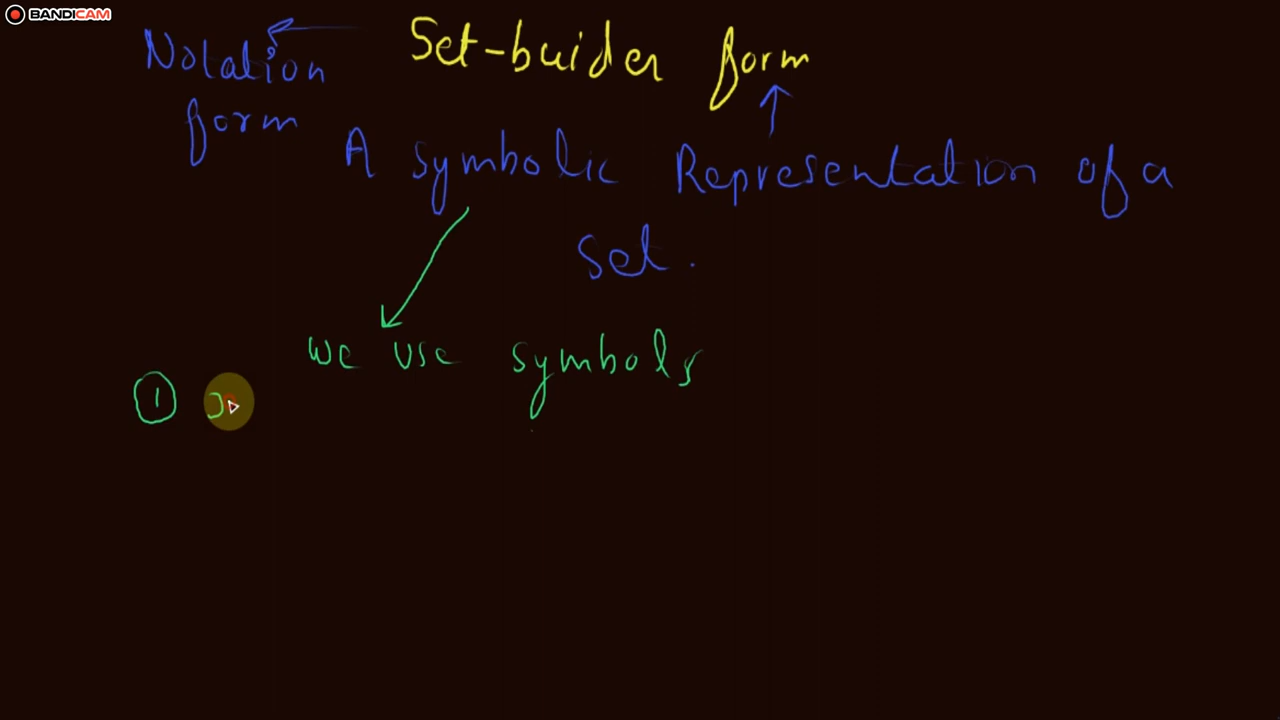 BANDICAM
Notation
form
Set-buider form
A symbolic Representation of a
set.
we use symbols
①